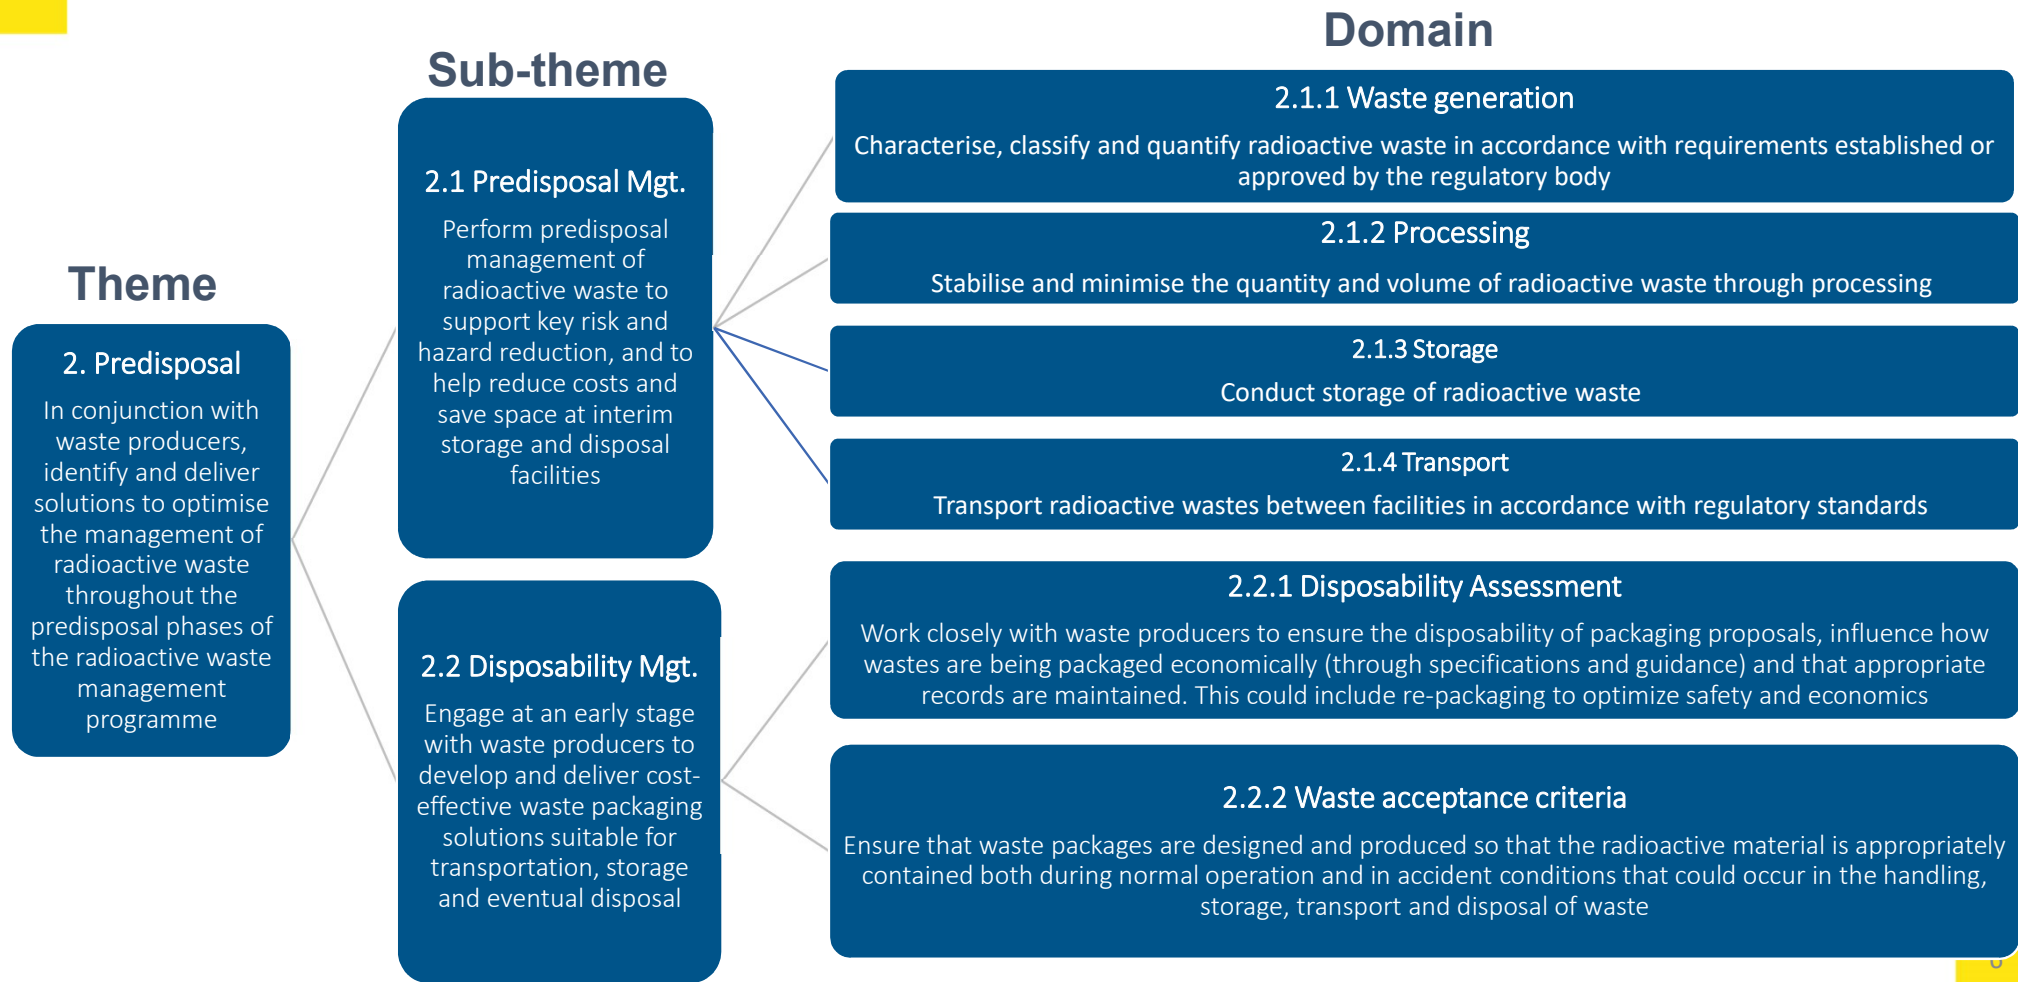 Theme
2. Predisposal
In conjunction with
waste producers,
identify and deliver
solutions to optimise
the management of
radioactive waste
throughout the
predisposal phases of
the radioactive waste
management
programme
Sub-theme
2.1 Predisposal Mgt.
Perform predisposal
management of
radioactive waste to
support key risk and
hazard reduction, and to
help reduce costs and
save space at interim
storage and disposal
facilities
2.2 Disposability Mgt.
Engage at an early stage
with waste producers to
develop and deliver cost-
effective waste packaging
solutions suitable for
transportation, storage
and eventual disposal
Domain
2.1.1 Waste generation
Characterise, classify and quantify radioactive waste in accordance with requirements established or
approved by the regulatory body
2.1.2 Processing
Stabilise and minimise the quantity and volume of radioactive waste through processing
2.1.3 Storage
Conduct storage of radioactive waste
2.1.4 Transport
Transport radioactive wastes between facilities in accordance with regulatory standards
2.2.1 Disposability Assessment
Work closely with waste producers to ensure the disposability of packaging proposals, influence how
wastes are being packaged economically (through specifications and guidance) and that appropriate
records are maintained. This could include re-packaging to optimize safety and economics
2.2.2 Waste acceptance criteria
Ensure that waste packages are designed and produced so that the radioactive material is appropriately
contained both during normal operation and in accident conditions that could occur in the handling,
storage, transport and disposal of waste